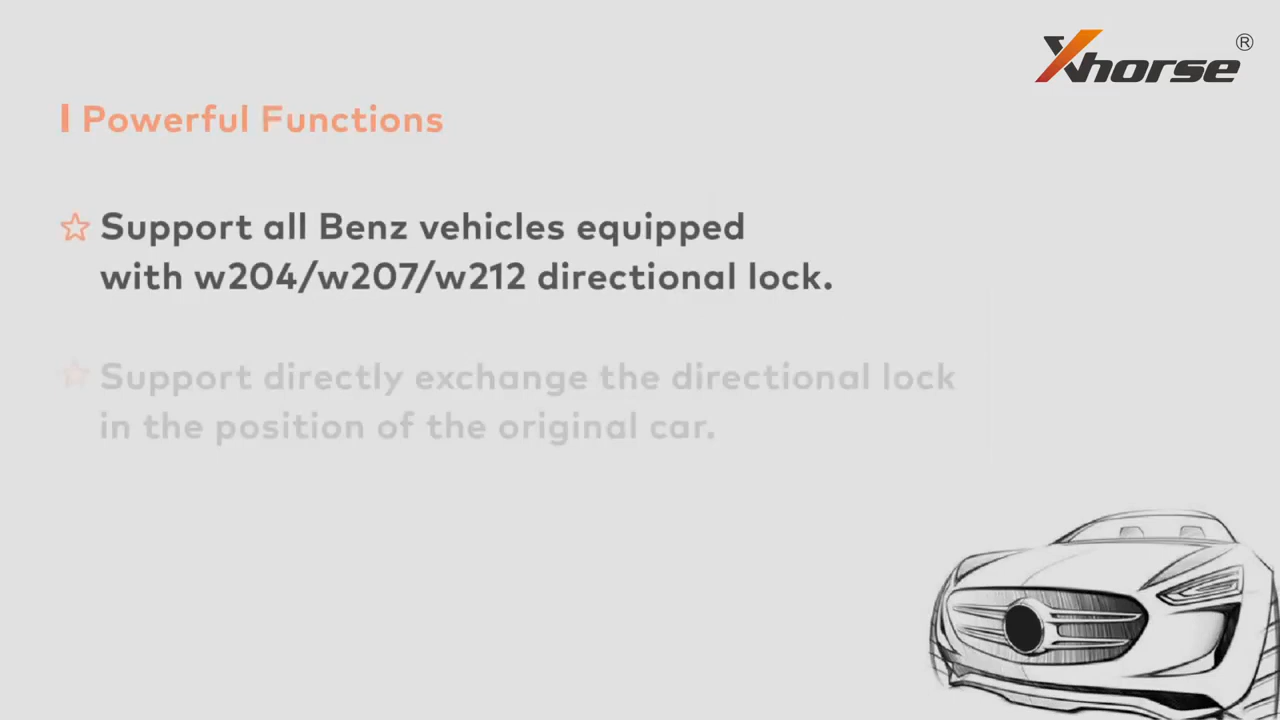 Xhorse®
Powerful Functions
Support all Benz vehicles equipped
with w204/w207/w212 directional lock.
Support directly exchange the directional lock
in the position of the original car.